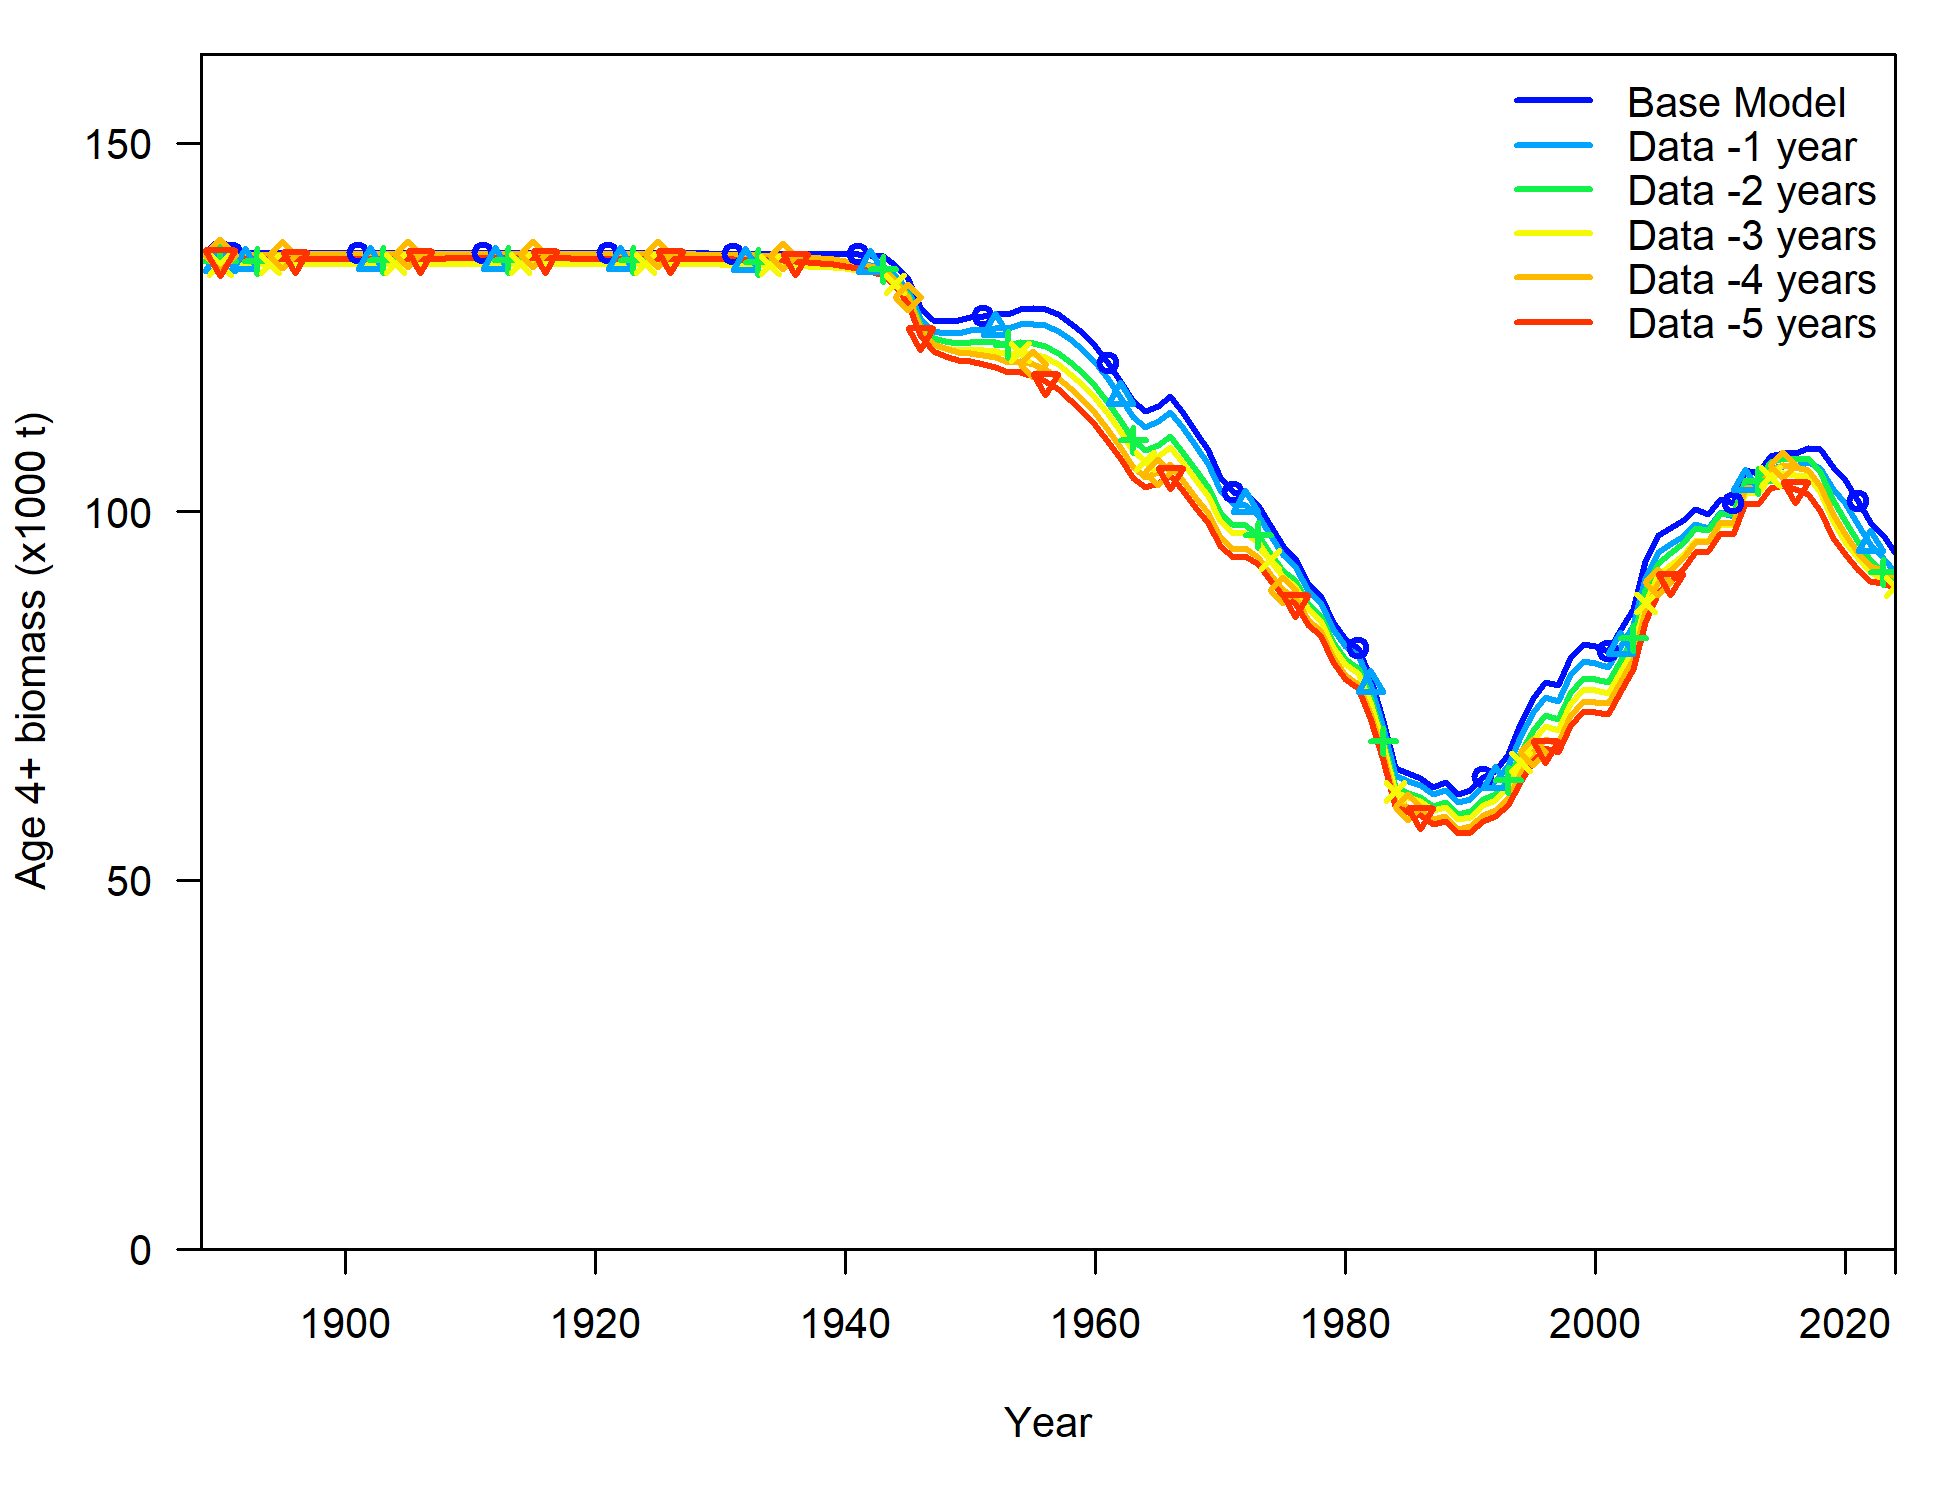 Base Model
Data -1 year
Data -2 years
Data -3 years
Data -4 years
Data -5 years
150
100
50
0
Age 4+ biomass (x1000 t)
1900 1920 1940 1960 1980 2000 2020
Year